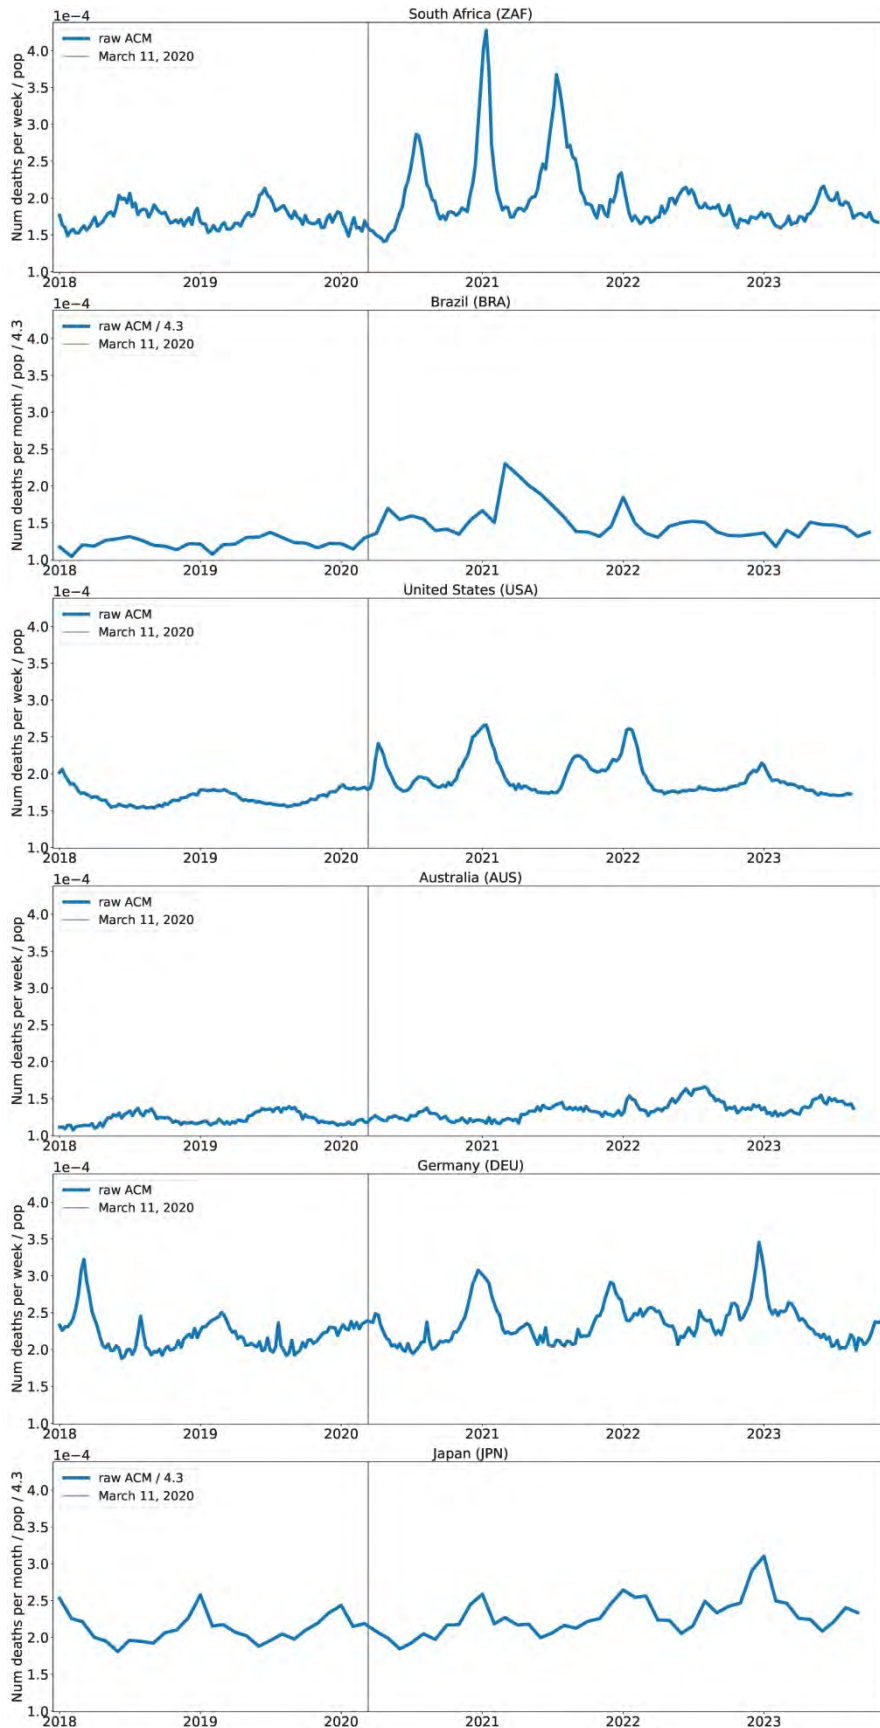 1e−4
South Africa (ZAF)
Num deaths per week / pop
raw ACM
March 11, 2020
4.0
3.5
3.0
2.5
2.0
1.5
1.0
2018 2019 2020 2021 2022 2023
1e−4
Brazil (BRA)
Num deaths per month / pop / 4.3
raw ACM / 4.3
March 11, 2020
4.0
3.5
3.0
2.5
2.0
1.5
1.0
2018 2019 2020 2021 2022 2023
1e−4
United States (USA)
Num deaths per week / pop
raw ACM
March 11, 2020
4.0
3.5
3.0
2.5
2.0
1.5
1.0
2018 2019 2020 2021 2022 2023
1e−4
Australia (AUS)
Num deaths per week / pop
raw ACM
March 11, 2020
4.0
3.5
3.0
2.5
2.0
1.5
1.0
2018 2019 2020 2021 2022 2023
1e−4
Germany (DEU)
Num deaths per week / pop
raw ACM
March 11, 2020
4.0
3.5
3.0
2.5
2.0
1.5
1.0
2018 2019 2020 2021 2022 2023
1e−4
Japan (JPN)
Num deaths per month / pop / 4.3
raw ACM / 4.3
March 11, 2020
4.0
3.5
3.0
2.5
2.0
1.5
1.0
2018 2019 2020 2021 2022 2023